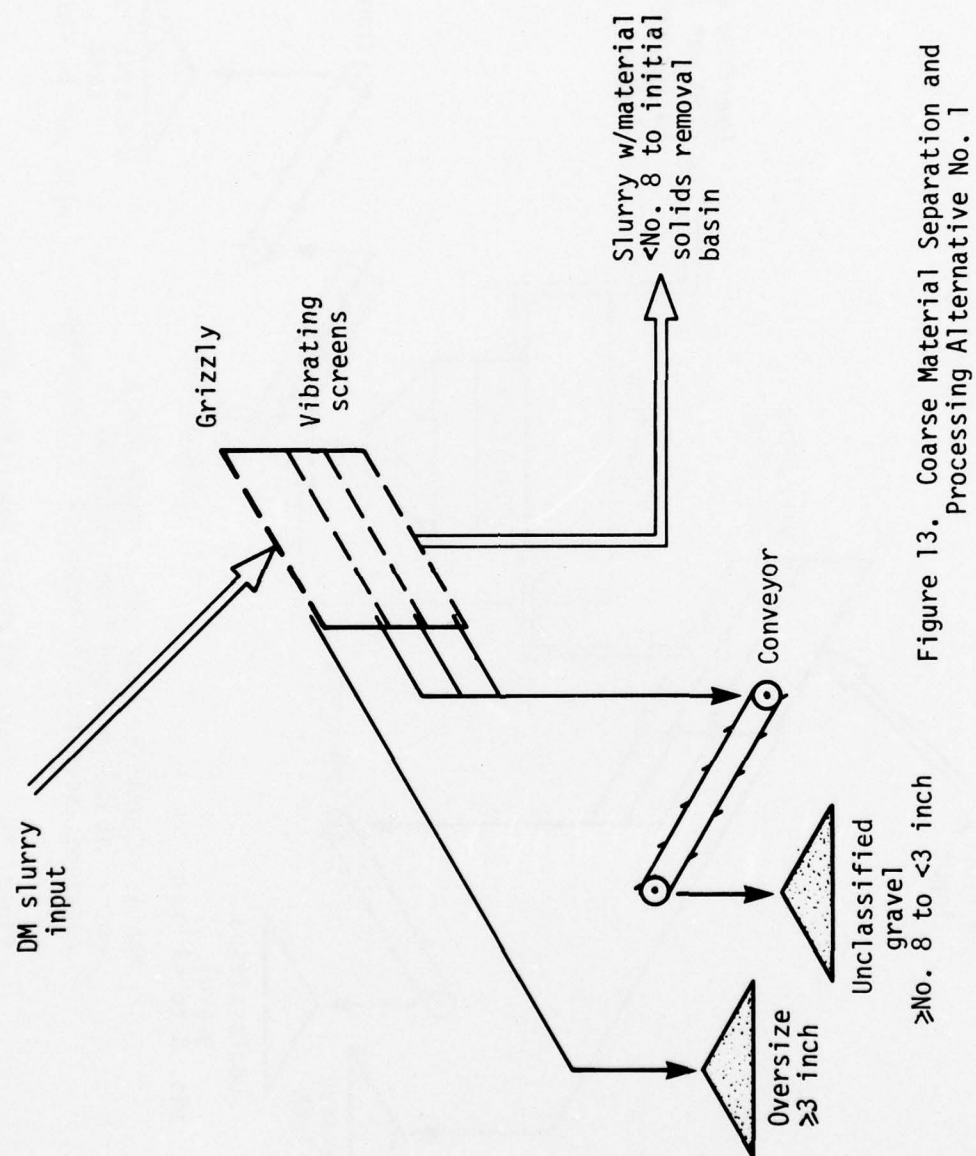 DM slurry
input
Grizzly
Vibrating
screens
Slurry w/material
<No. 8 to initial
solids removal
basin
Conveyor
Oversize
⩾3 inch
Unclassified
gravel
⩾No. 8 to <3 inch
Figure 13. Coarse Material Separation and
Processing Alternative No. 1